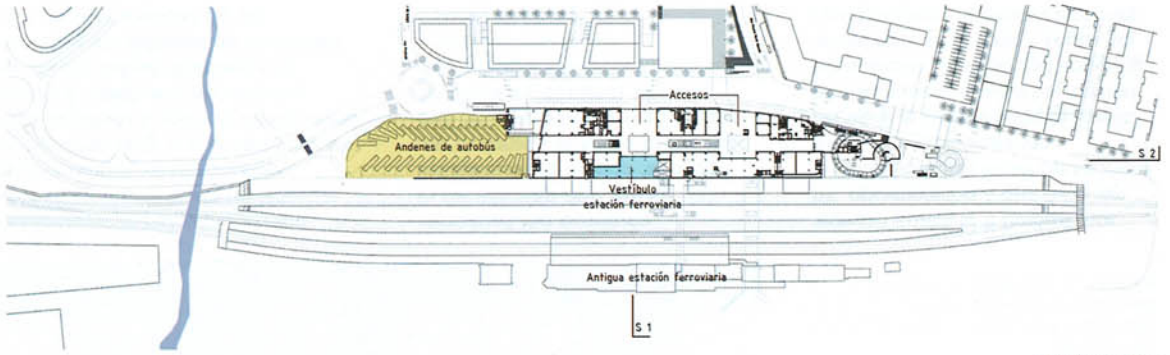 Accesos
Andenes de autobús
S 2
Vestíbulo
estación ferroviaria
Antigua estación ferroviaria
S 1